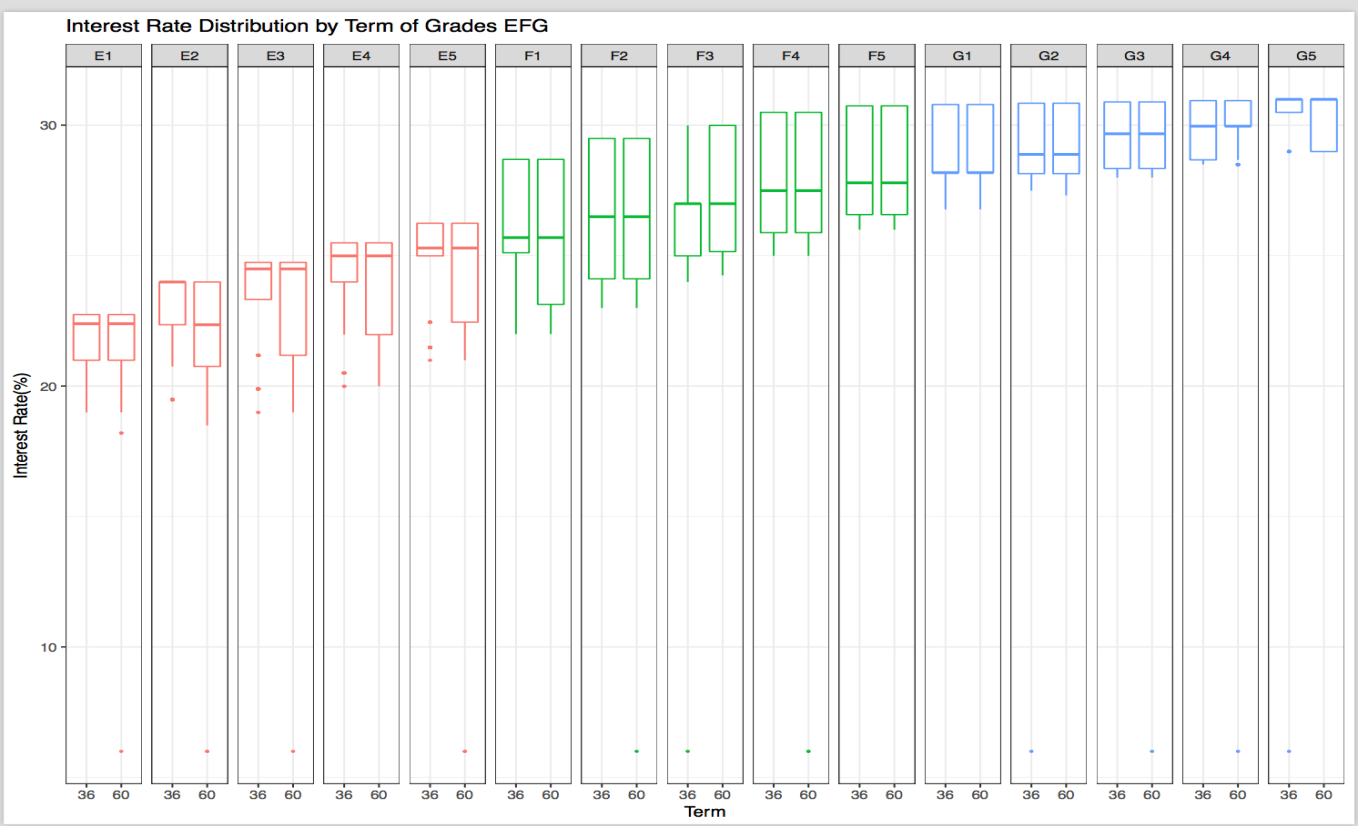 Interest Rate Distribution by Term of Grades EFG
E1 E2 E3 E4 E5 F1 F2 F3 F4 F5 G1 G2 G3 G4 G5
30
20
10
Interest Rate(%)
36 60 36 60 36 60 36 60 36 60 36 60 36 60 36 60 36 60 36 60 36 60 36 60 36 60 36 60 36 60
Term